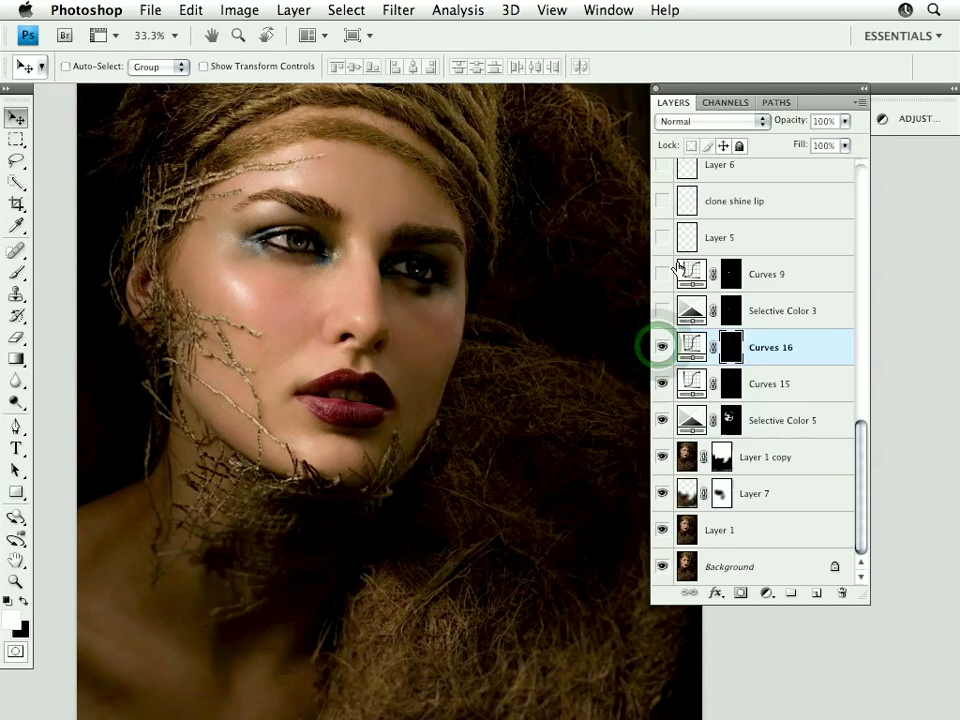 Photoshop File Edit Image Layer Select Filter Analysis 3D View Window Help
Ps Br 33.3% ESSENTIALS
Auto-Select: Group Show Transform Controls
LAYERS CHANNELS PATHS
ADJUST...
Normal Opacity: 100%
Lock: Fill: 100%
Layer 6
clone shine lip
Layer 5
Curves 9
Selective Color 3
Curves 16
Curves 15
Selective Color 5
Layer 1 copy
Layer 7
Layer 1
Background
fx
T